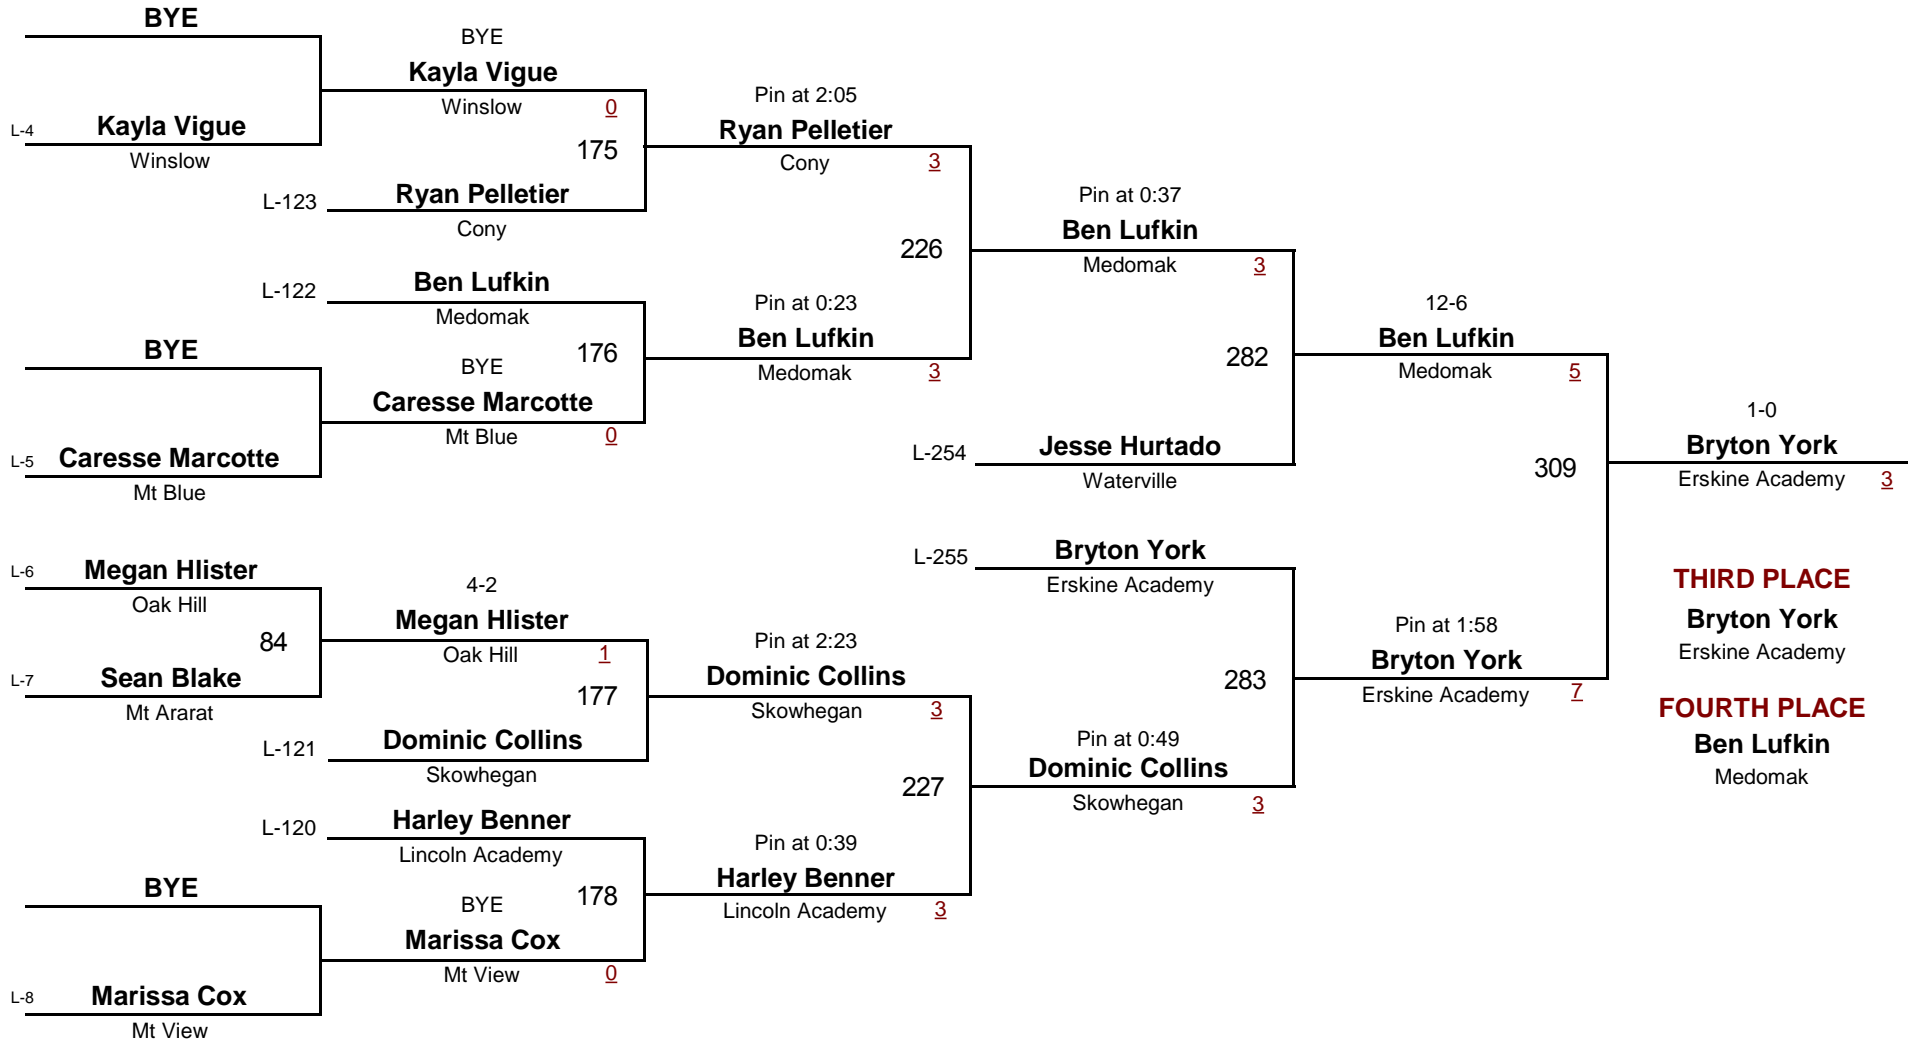 BYE
L-4 Kayla Vigue
Winslow
BYE
L-5 Caresse Marcotte
Mt Blue
L-6 Megan Hlister
Oak Hill
84
L-7 Sean Blake
Mt Ararat
BYE
L-8 Marissa Cox
Mt View
BYE
Kayla Vigue
Winslow 0
175
L-123 Ryan Pelletier
Cony
L-122 Ben Lufkin
Medomak
176
BYE
Caresse Marcotte
Mt Blue 0
4-2
Megan Hlister
Oak Hill 1
177
L-121 Dominic Collins
Skowhegan
L-120 Harley Benner
Lincoln Academy
178
BYE
Marissa Cox
Mt View 0
Pin at 2:05
Ryan Pelletier
Cony 3
226
Pin at 0:23
Ben Lufkin
Medomak 3
Pin at 2:23
Dominic Collins
Skowhegan 3
227
Pin at 0:39
Harley Benner
Lincoln Academy 3
Pin at 0:37
Ben Lufkin
Medomak 3
282
L-254 Jesse Hurtado
Waterville
L-255 Bryton York
Erskine Academy
283
Pin at 0:49
Dominic Collins
Skowhegan 3
12-6
Ben Lufkin
Medomak 5
309
Pin at 1:58
Bryton York
Erskine Academy 7
1-0
Bryton York
Erskine Academy 3
THIRD PLACE
Bryton York
Erskine Academy
FOURTH PLACE
Ben Lufkin
Medomak